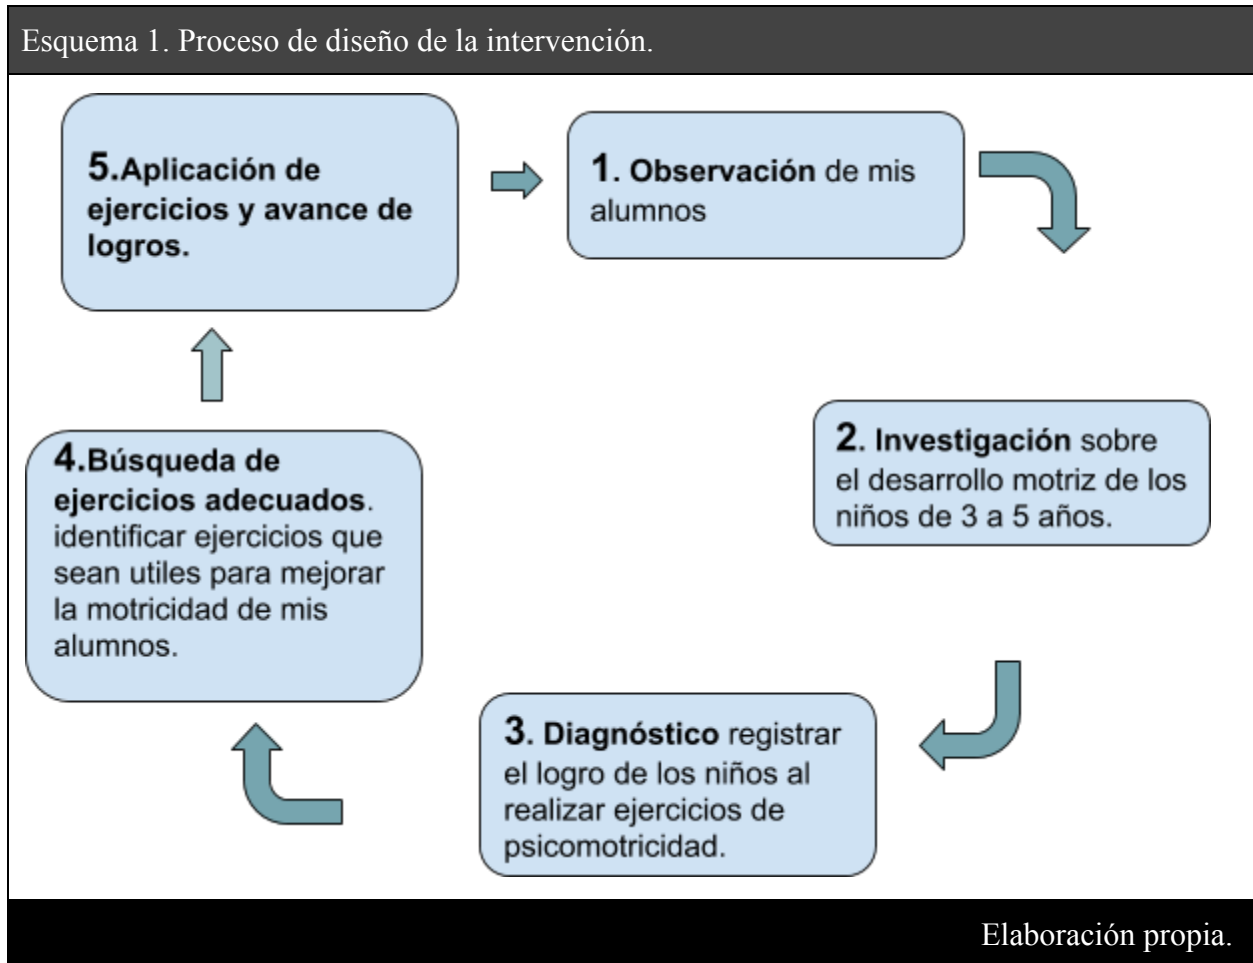 Esquema 1. Proceso de diseño de la intervención.
1. Observación de mis
alumnos
2. Investigación sobre
el desarrollo motriz de los
niños de 3 a 5 años.
3. Diagnóstico registrar
el logro de los niños al
realizar ejercicios de
psicomotricidad.
4.Búsqueda de
ejercicios adecuados.
identificar ejercicios que
sean utiles para mejorar
la motricidad de mis
alumnos.
5.Aplicación de
ejercicios y avance de
logros.
Elaboración propia.